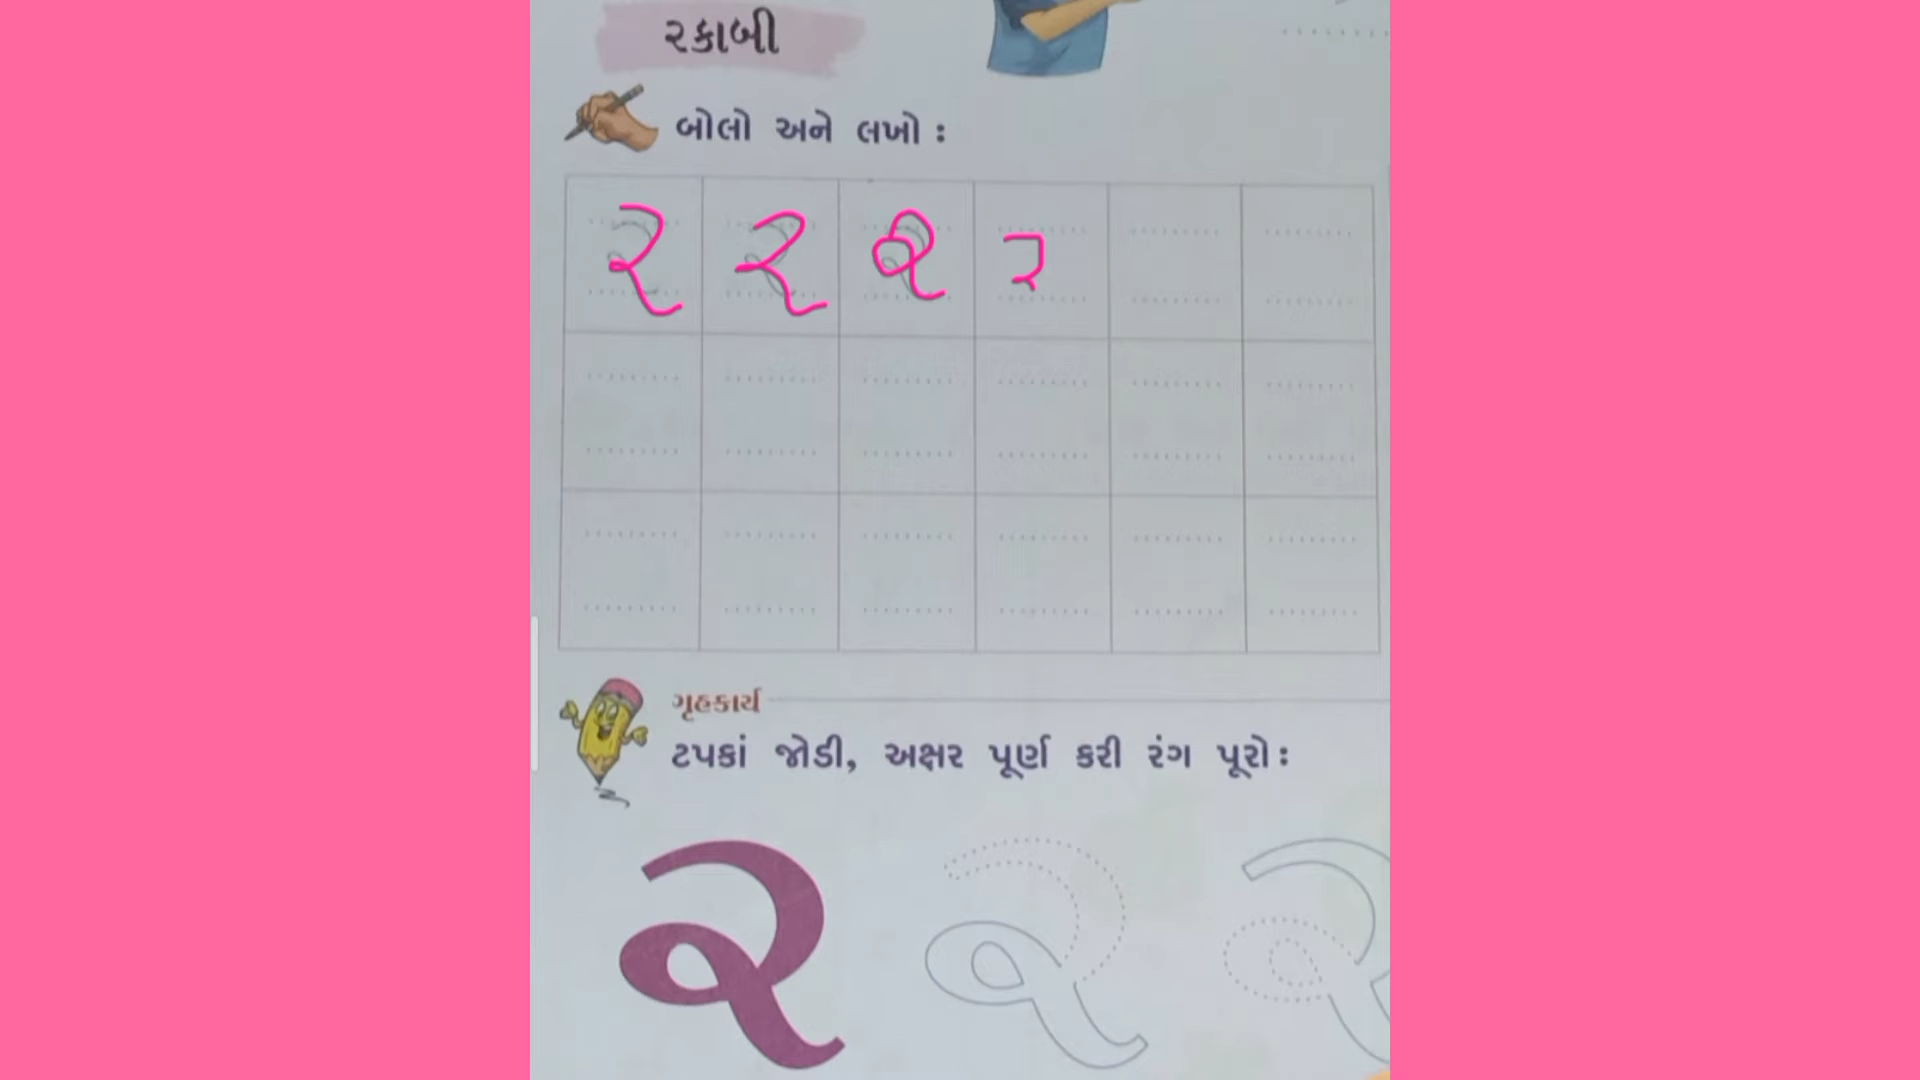 રકાબી
બોલો અને લખો :
ર ર ર ર
ગૃહકાર્ય
ટપકાં જોડી, અક્ષર પૂર્ણ કરી રંગ પૂરો :
ર ર ર